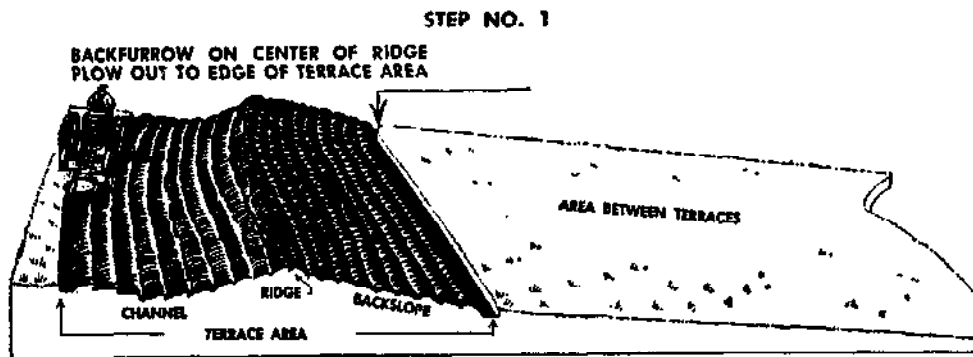 STEP NO. 1
BACKFURROW ON CENTER OF RIDGE
PLOW OUT TO EDGE OF TERRACE AREA
AREA BETWEEN TERRACES
RIDGE
BACKSLOPE
CHANNEL
TERRACE AREA